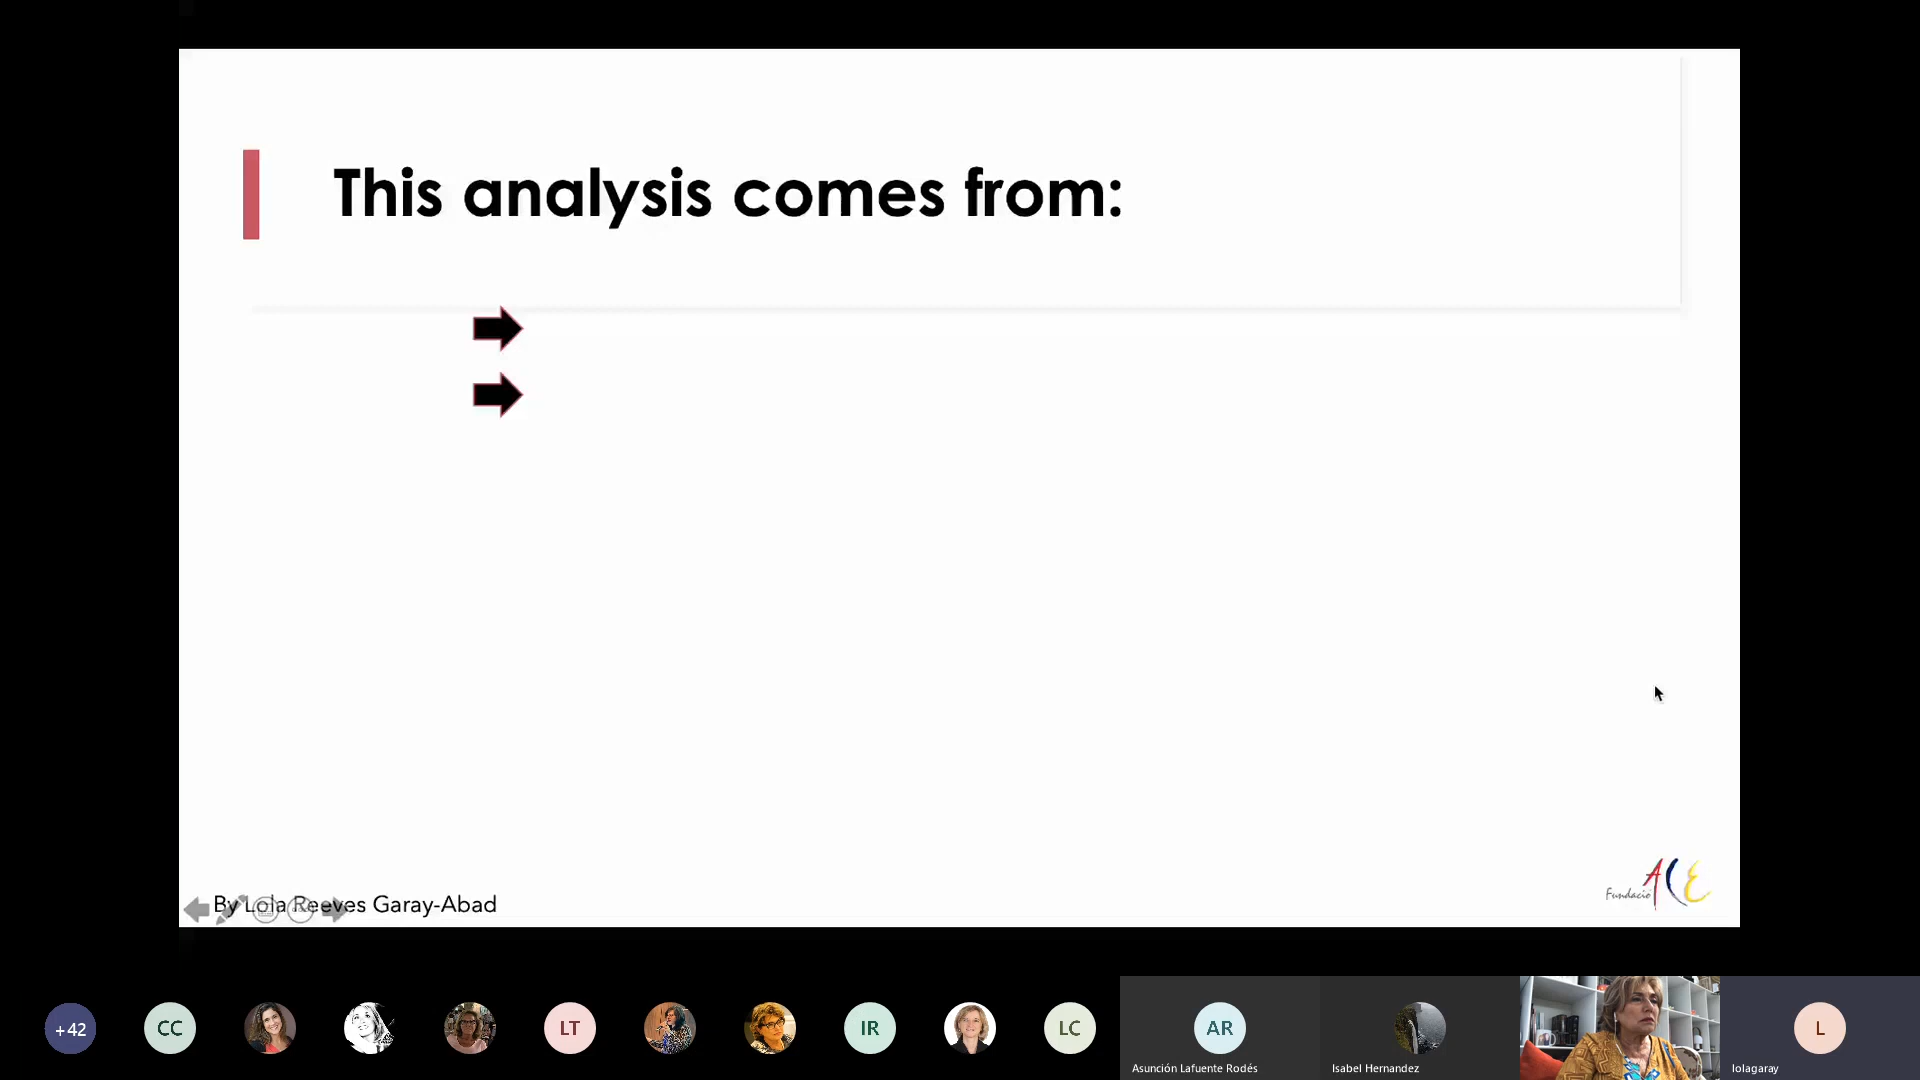 This analysis comes from:
By Lola Reeves Garay-Abad
Fundació ACE
+42
CC
LT
IR
LC
AR
L
Asunción Lafuente Rodés
Isabel Hernandez
lolagaray